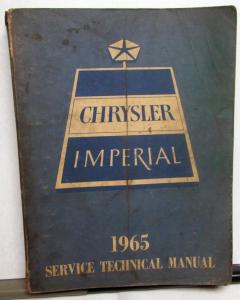 CHRYSLER
IMPERIAL
1965
SERVICE TECHNICAL MANUAL